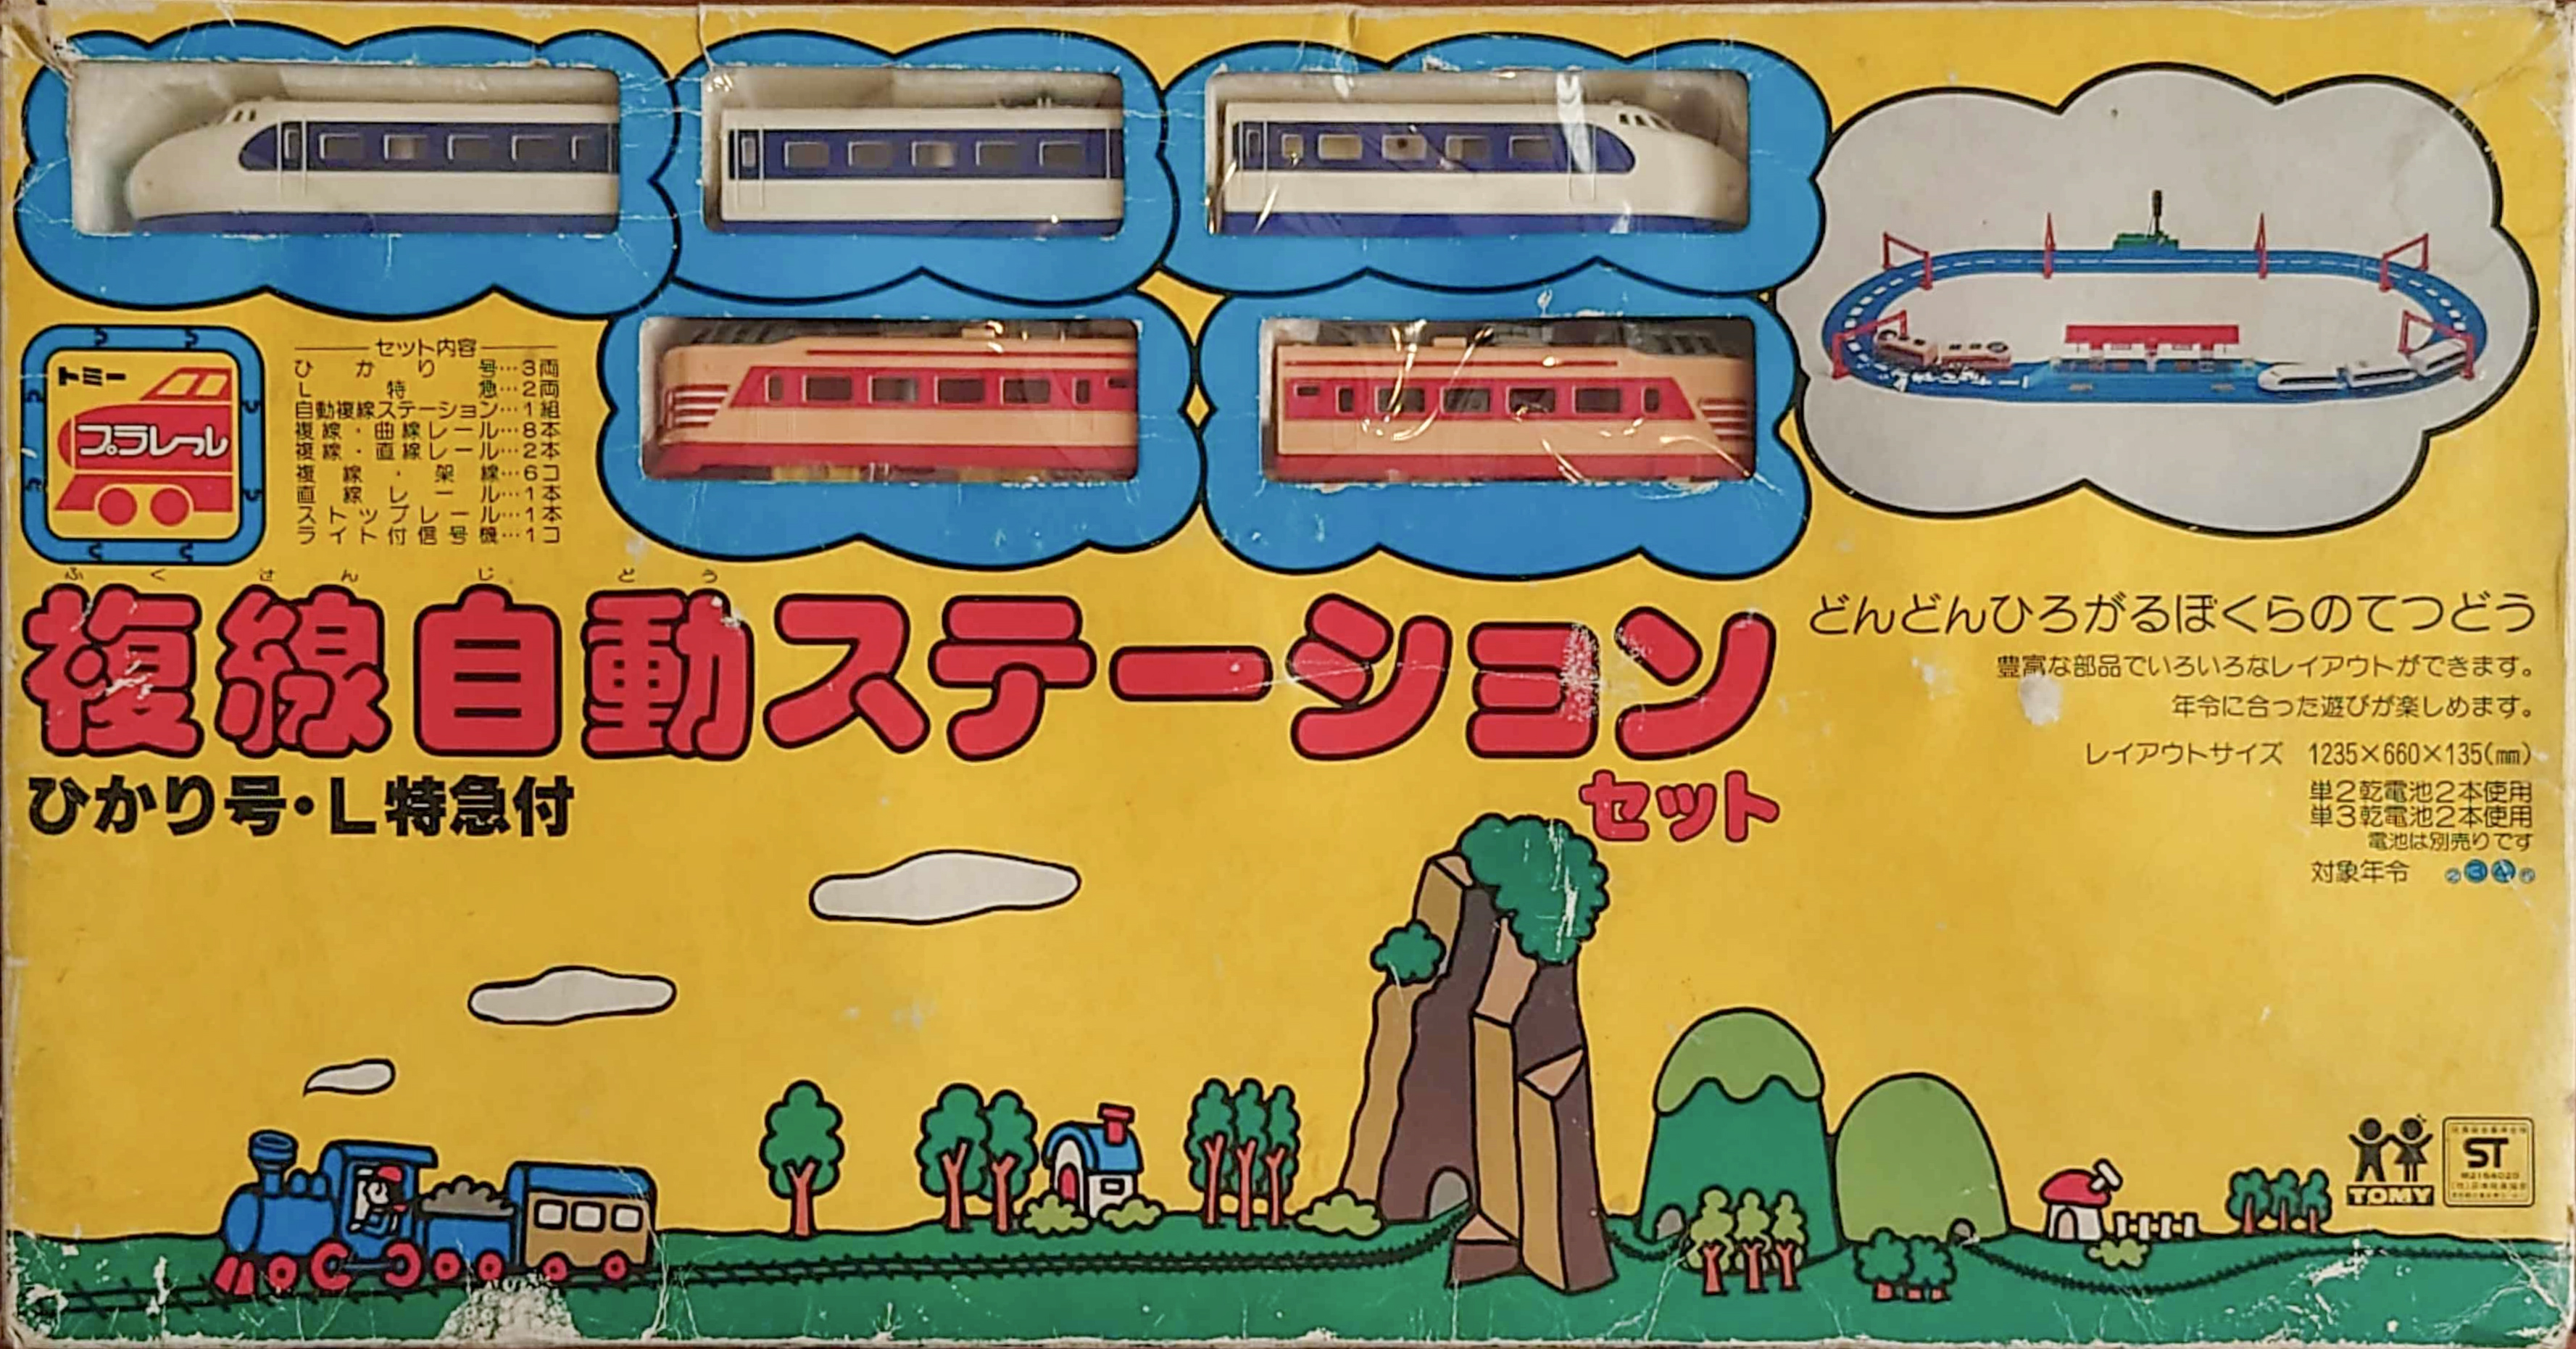 トミー
プラレール
セット内容
ひかり号…3両
L特急…2両
自動複線ステーション…1組
複線・曲線レール…8本
複線・直線レール…2本
複線・架線…6コ
直線レール…1本
ストップレール…1本
ライト付信号機…1コ
ふくせんじどう
複線自動ステーション
セット
ひかり号・L特急付
どんどんひろがるぼくらのてつどう
豊富な部品でいろいろなレイアウトができます。
年令に合った遊びが楽しめます。
レイアウトサイズ 1235×660×135(㎜)
単2乾電池2本使用
単3乾電池2本使用
電池は別売りです
対象年令 2 3 4 5
TOMY
ST